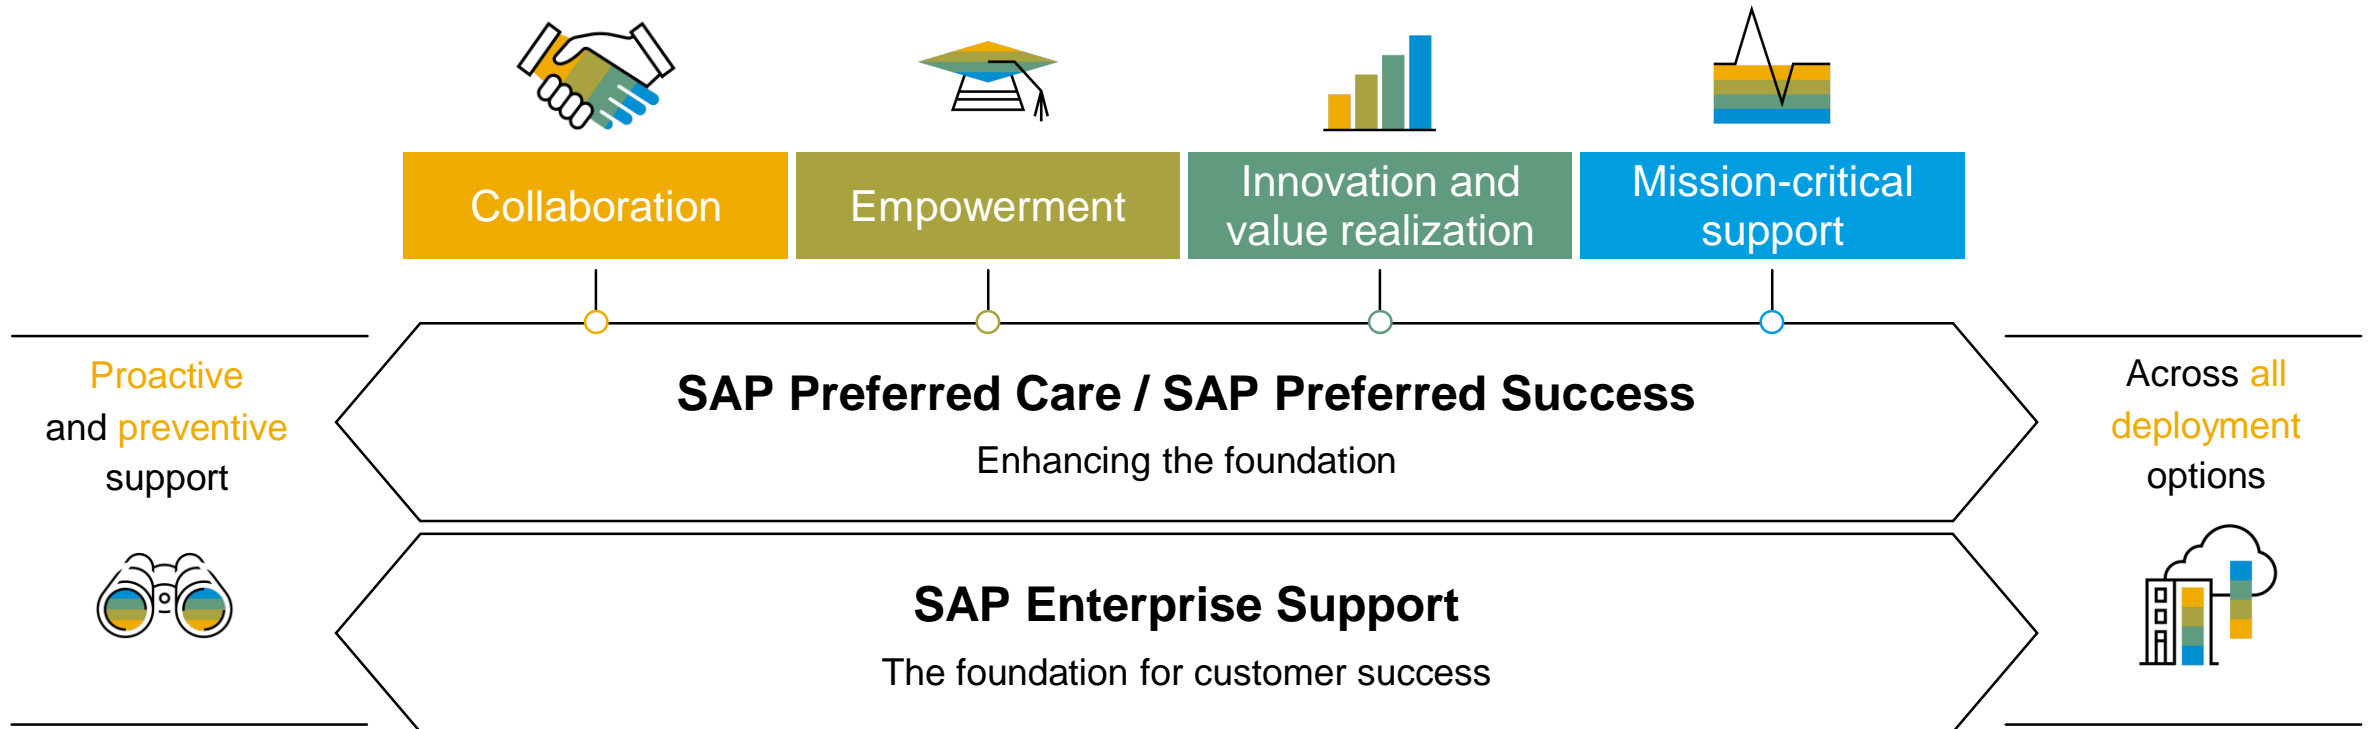 Collaboration
Empowerment
Innovation and
value realization
Mission-critical
support
Proactive
and preventive
support
SAP Preferred Care / SAP Preferred Success
Enhancing the foundation
Across all
deployment
options
SAP Enterprise Support
The foundation for customer success